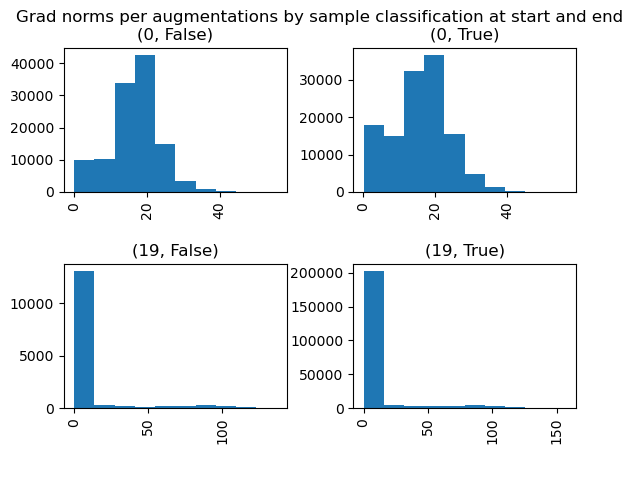 Grad norms per augmentations by sample classification at start and end
(0, False) (0, True)
40000
30000
20000
10000
0
0 20 40
30000
20000
10000
0
0 20 40
(19, False) (19, True)
10000
5000
0
0 50 100
200000
150000
100000
50000
0
0 50 100 150